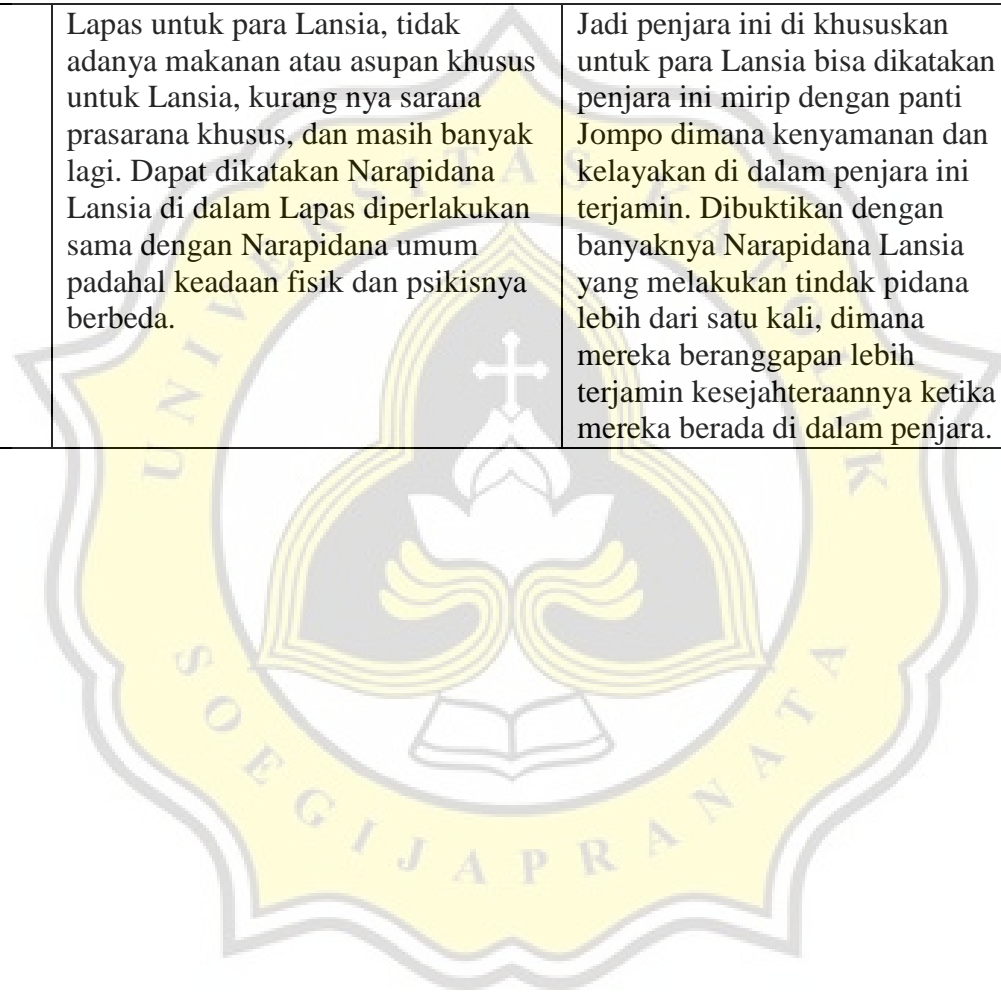 Lapas untuk para Lansia, tidak
adanya makanan atau asupan khusus
untuk Lansia, kurang nya sarana
prasarana khusus, dan masih banyak
lagi. Dapat dikatakan Narapidana
Lansia di dalam Lapas diperlakukan
sama dengan Narapidana umum
padahal keadaan fisik dan psikisnya
berbeda.
Jadi penjara ini di khususkan
untuk para Lansia bisa dikatakan
penjara ini mirip dengan panti
Jompo dimana kenyamanan dan
kelayakan di dalam penjara ini
terjamin. Dibuktikan dengan
banyaknya Narapidana Lansia
yang melakukan tindak pidana
lebih dari satu kali, dimana
mereka beranggapan lebih
terjamin kesejahteraannya ketika
mereka berada di dalam penjara.
UNIVERSITAS KATOLIK
SOEGIJAPRANATA